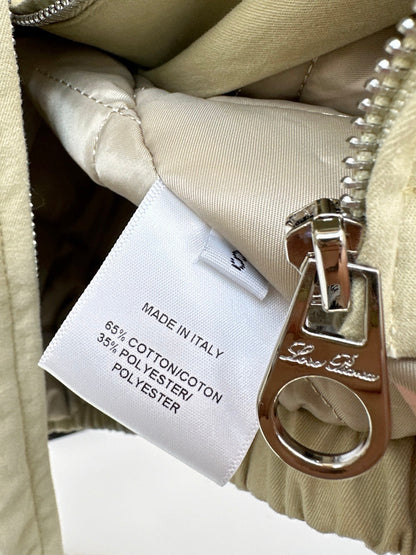 MADE IN ITALY
65% COTTON/COTON
35% POLYESTER/
POLYESTER